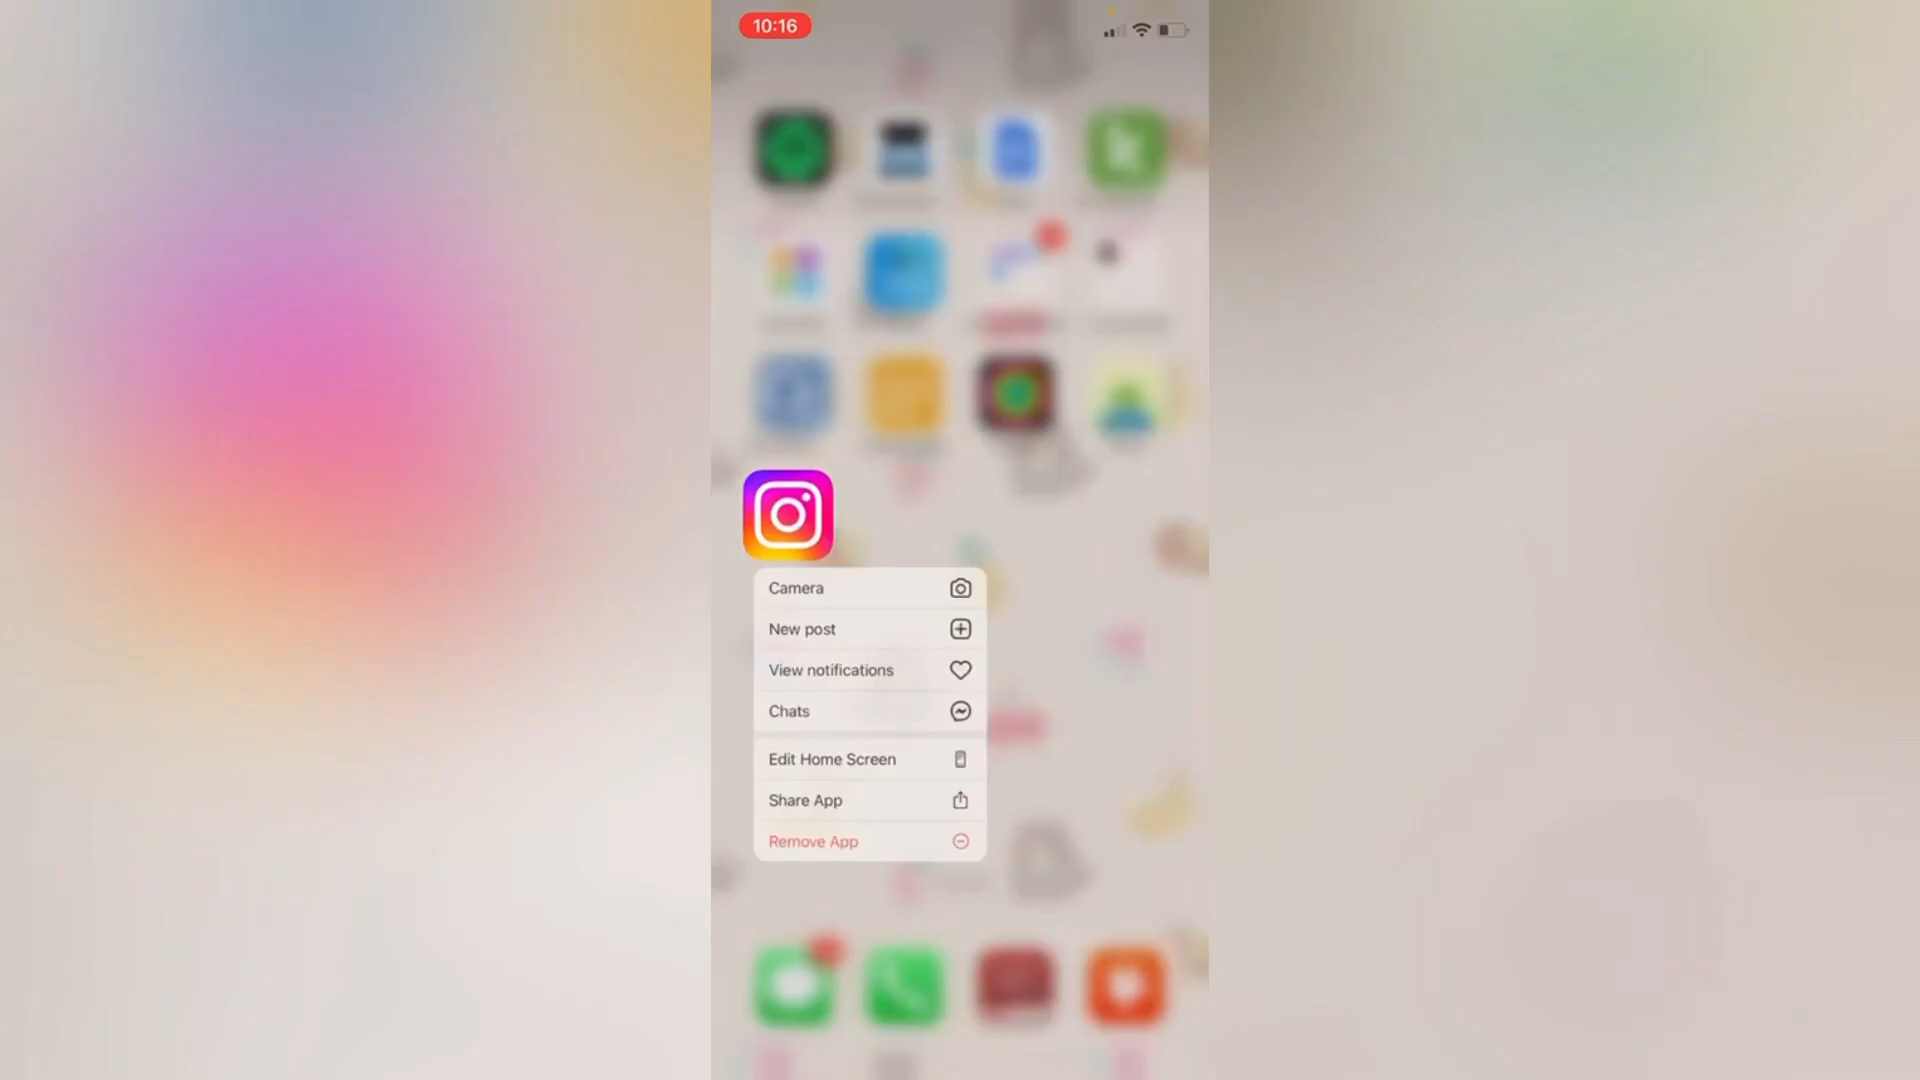 10:16
Camera
New post
View notifications
Chats
Edit Home Screen
Share App
Remove App